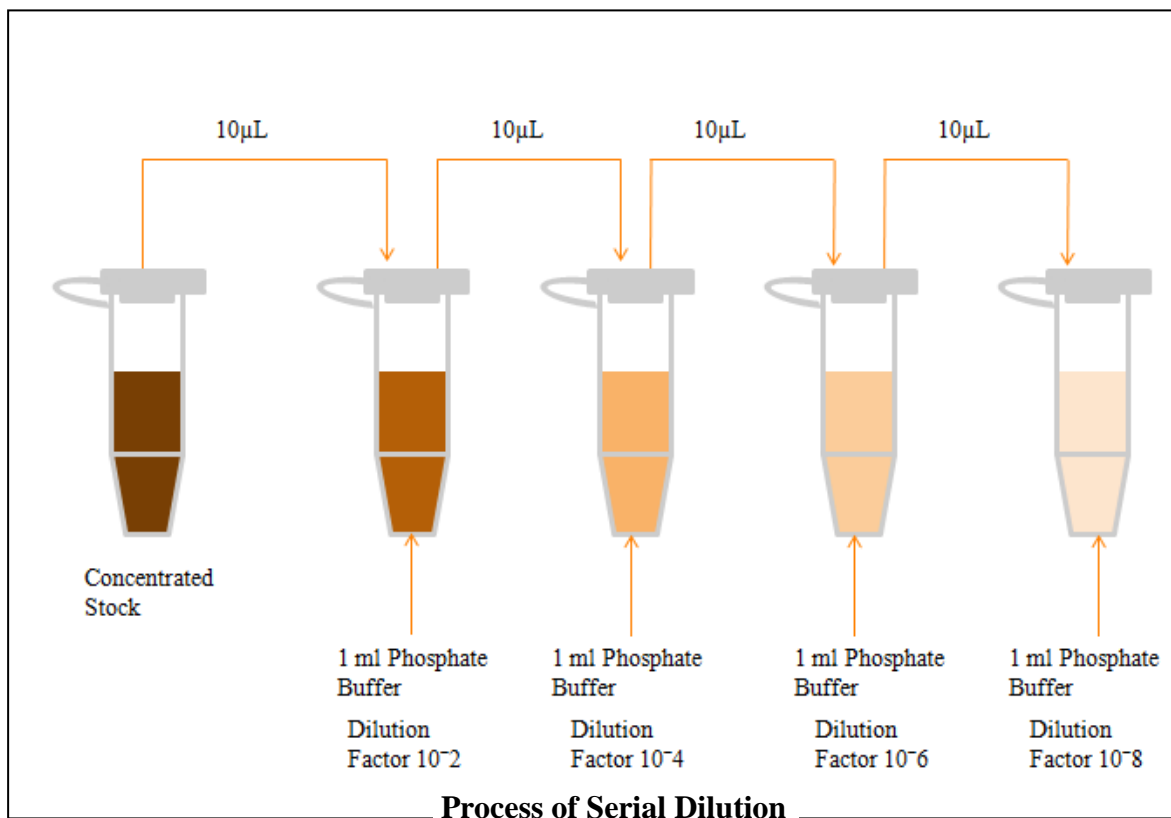 10µL
10µL
10µL
10µL
Concentrated
Stock
1 ml Phosphate
Buffer
Dilution
Factor 10⁻2
1 ml Phosphate
Buffer
Dilution
Factor 10⁻4
1 ml Phosphate
Buffer
Dilution
Factor 10⁻6
1 ml Phosphate
Buffer
Dilution
Factor 10⁻8
Process of Serial Dilution